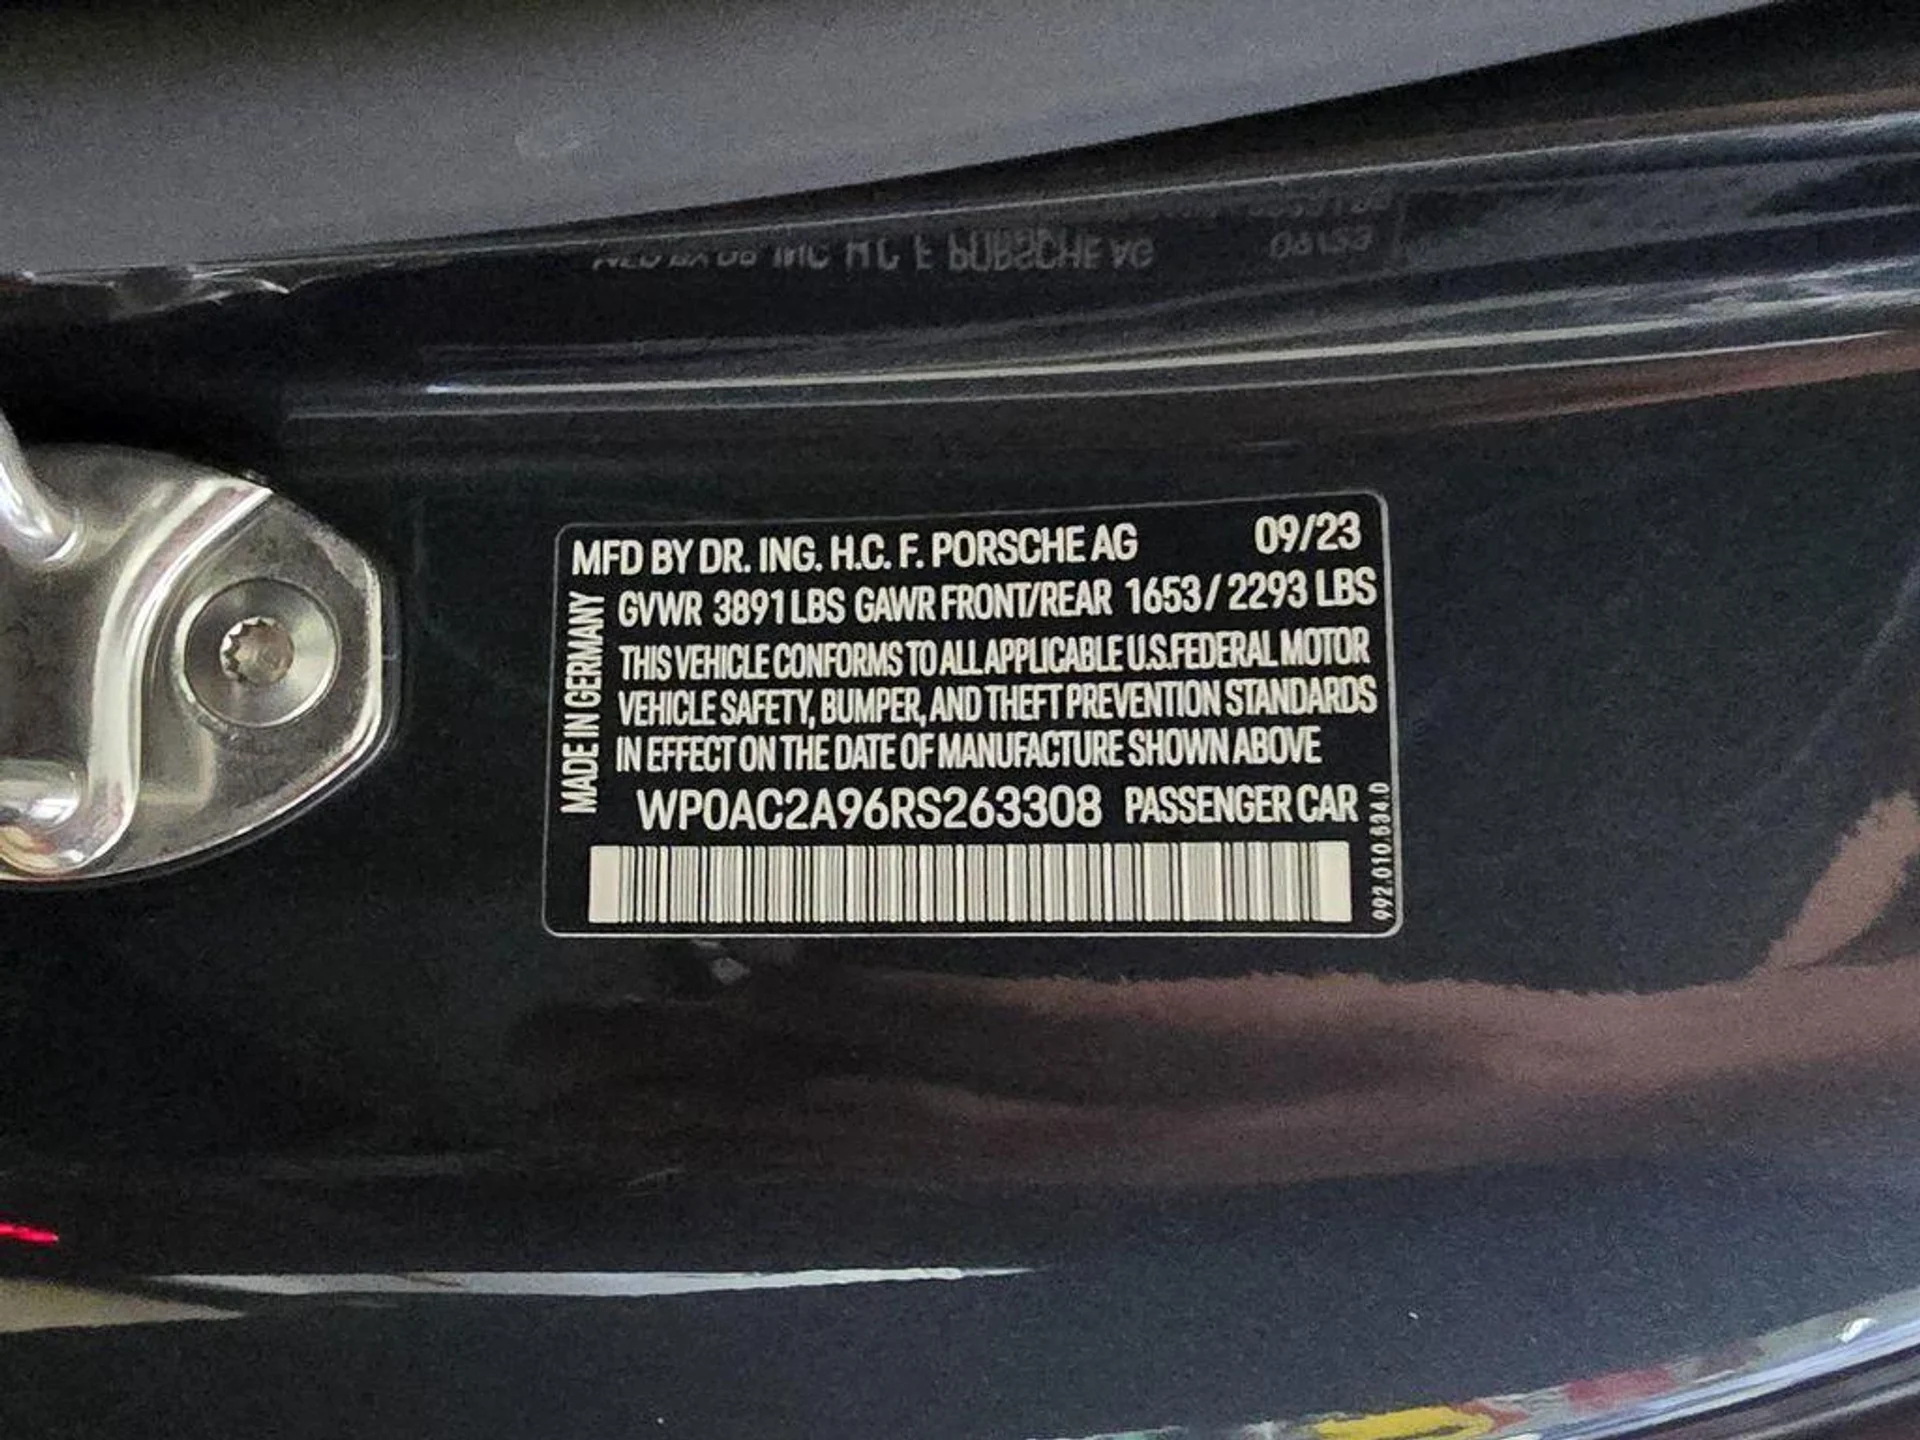 MFD BY DR. ING. H.C. F. PORSCHE AG 09/23
GVWR 3891 LBS GAWR FRONT/REAR 1653 / 2293 LBS
THIS VEHICLE CONFORMS TO ALL APPLICABLE U.S.FEDERAL MOTOR
VEHICLE SAFETY, BUMPER, AND THEFT PREVENTION STANDARDS
IN EFFECT ON THE DATE OF MANUFACTURE SHOWN ABOVE
WP0AC2A96RS263308 PASSENGER CAR
MADE IN GERMANY
992.010.634.0